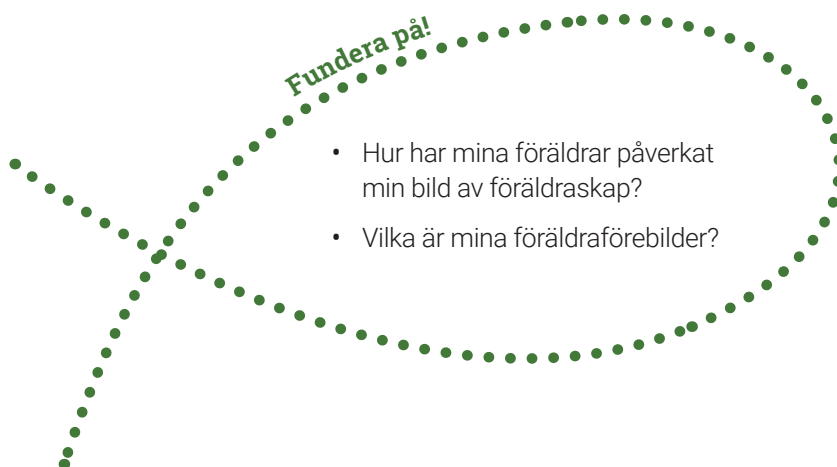 Fundera på!
• Hur har mina föräldrar påverkat
min bild av föräldraskap?
• Vilka är mina föräldraförebilder?